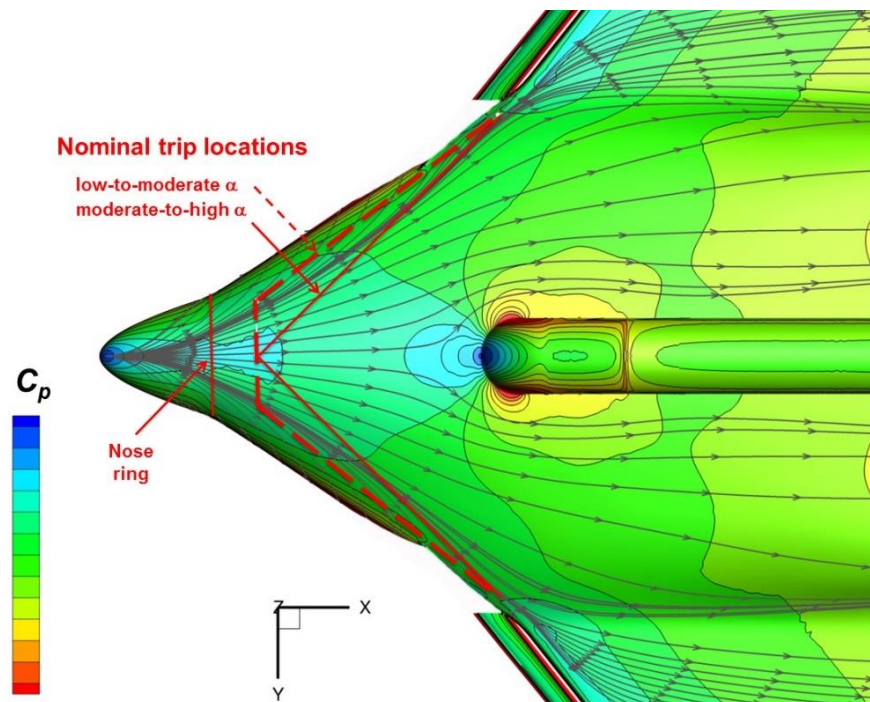 Nominal trip locations
low-to-moderate α
moderate-to-high α
Cp
Nose
ring
Z X
Y